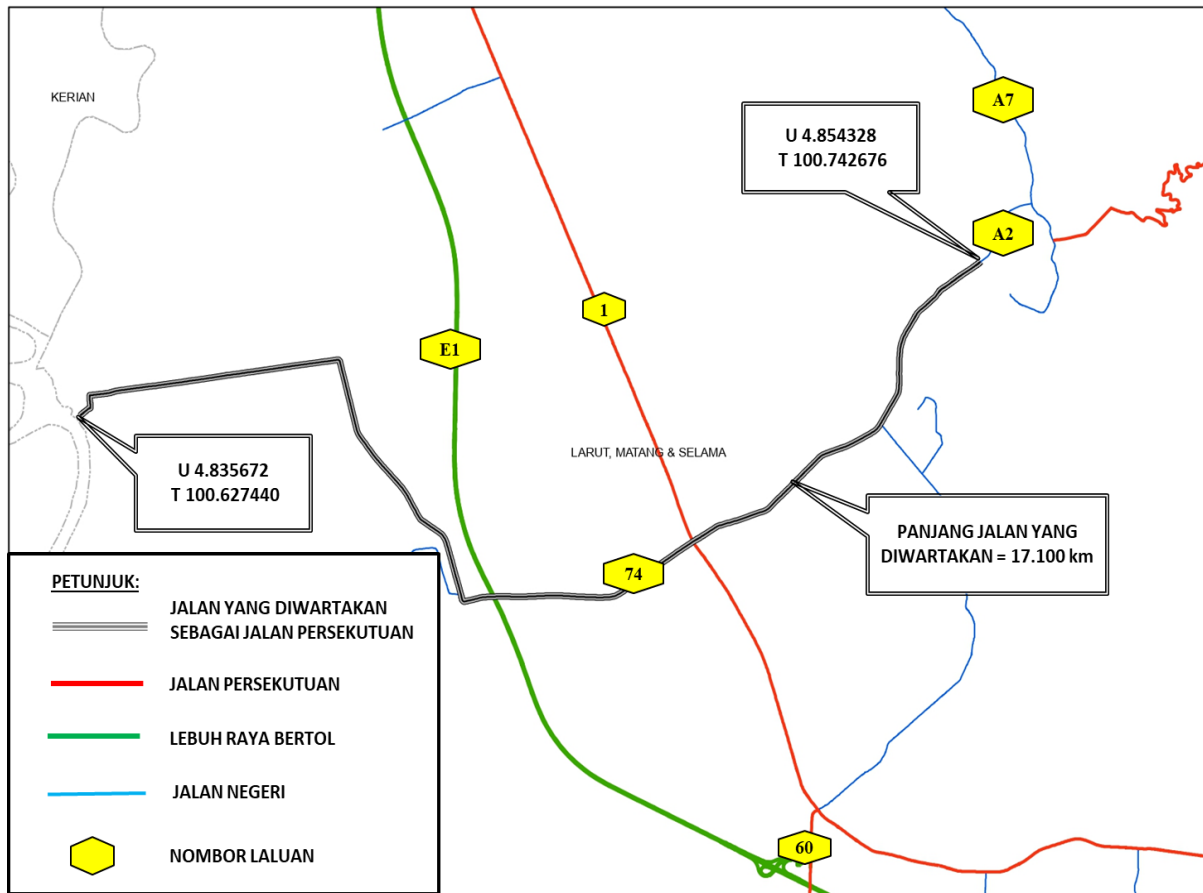 KERIAN
A7
U 4.854328
T 100.742676
A2
1
E1
LARUT, MATANG & SELAMA
U 4.835672
T 100.627440
PANJANG JALAN YANG
DIWARTAKAN = 17.100 km
74
60
PETUNJUK:
JALAN YANG DIWARTAKAN
SEBAGAI JALAN PERSEKUTUAN
JALAN PERSEKUTUAN
LEBUH RAYA BERTOL
JALAN NEGERI
NOMBOR LALUAN